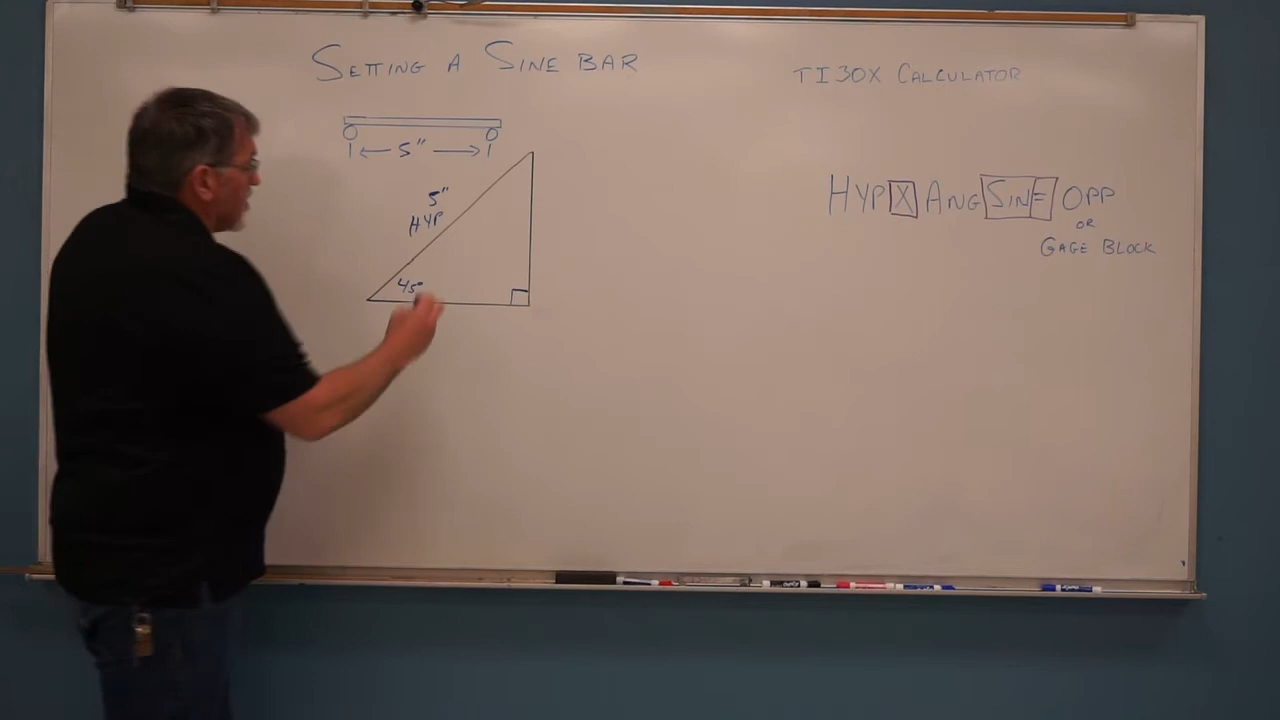 SETTING A SINE BAR
TI30X CALCULATOR
5"
5"
HYP
45°
HYP X ANG SINE = OPP
OR
GAGE BLOCK